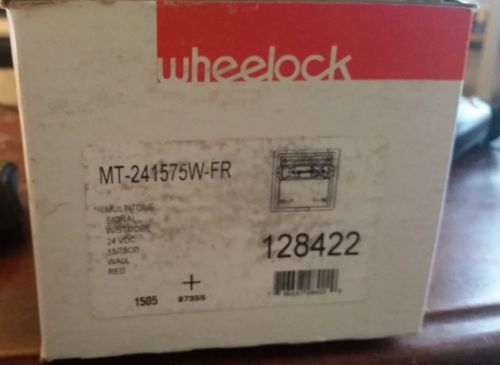 wheelock
MT-241575W-FR
MULTITONE
SIGNAL
W/STROBE
24 VDC
15/75CD
WALL
RED
128422
1505
87355